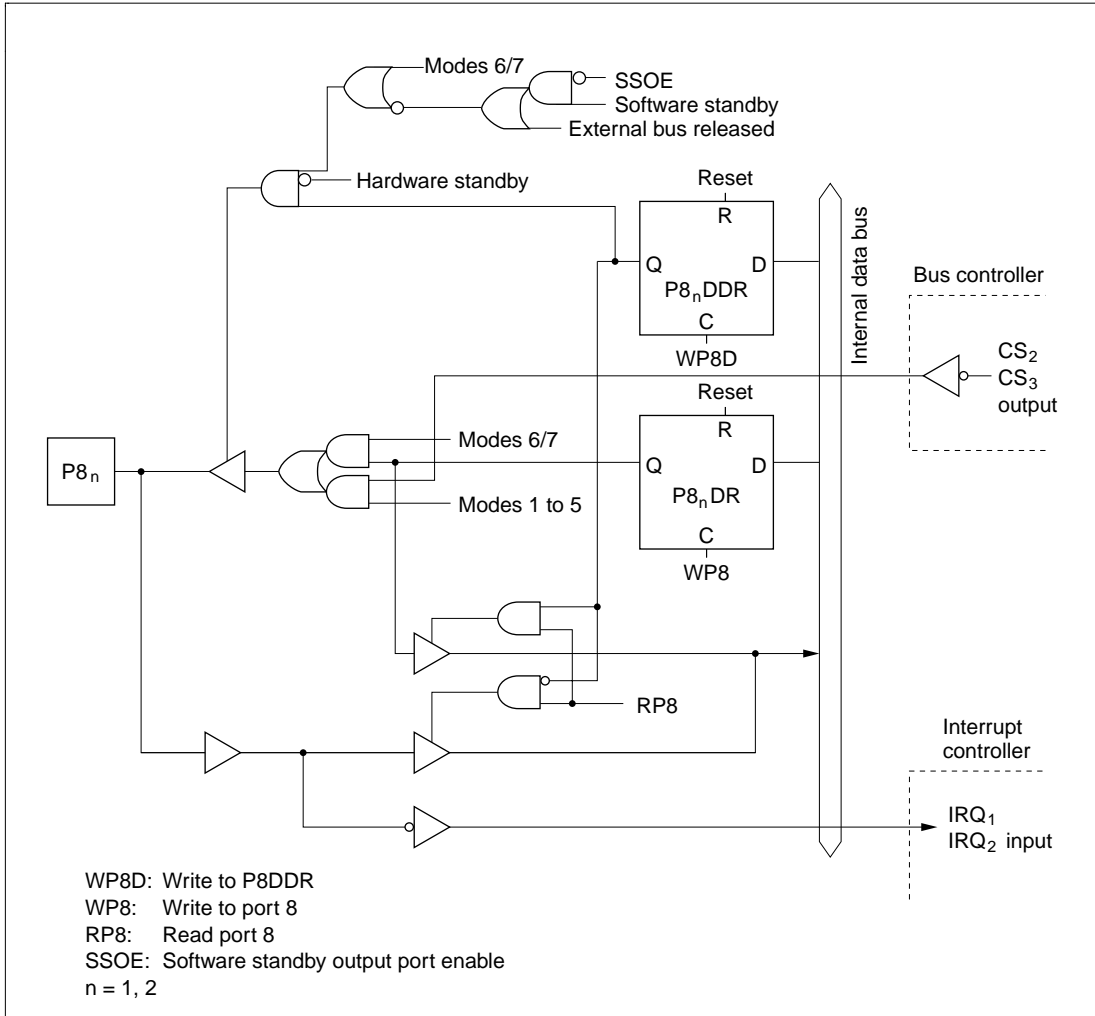 Modes 6/7
SSOE
Software standby
External bus released
Hardware standby
Reset
R
Q D
P8nDDR
C
WP8D
Internal data bus
Bus controller
CS2
CS3
output
Reset
R
Modes 6/7
Q D
P8n
P8nDR
Modes 1 to 5
C
WP8
RP8
Interrupt
controller
IRQ1
IRQ2 input
WP8D: Write to P8DDR
WP8: Write to port 8
RP8: Read port 8
SSOE: Software standby output port enable
n = 1, 2